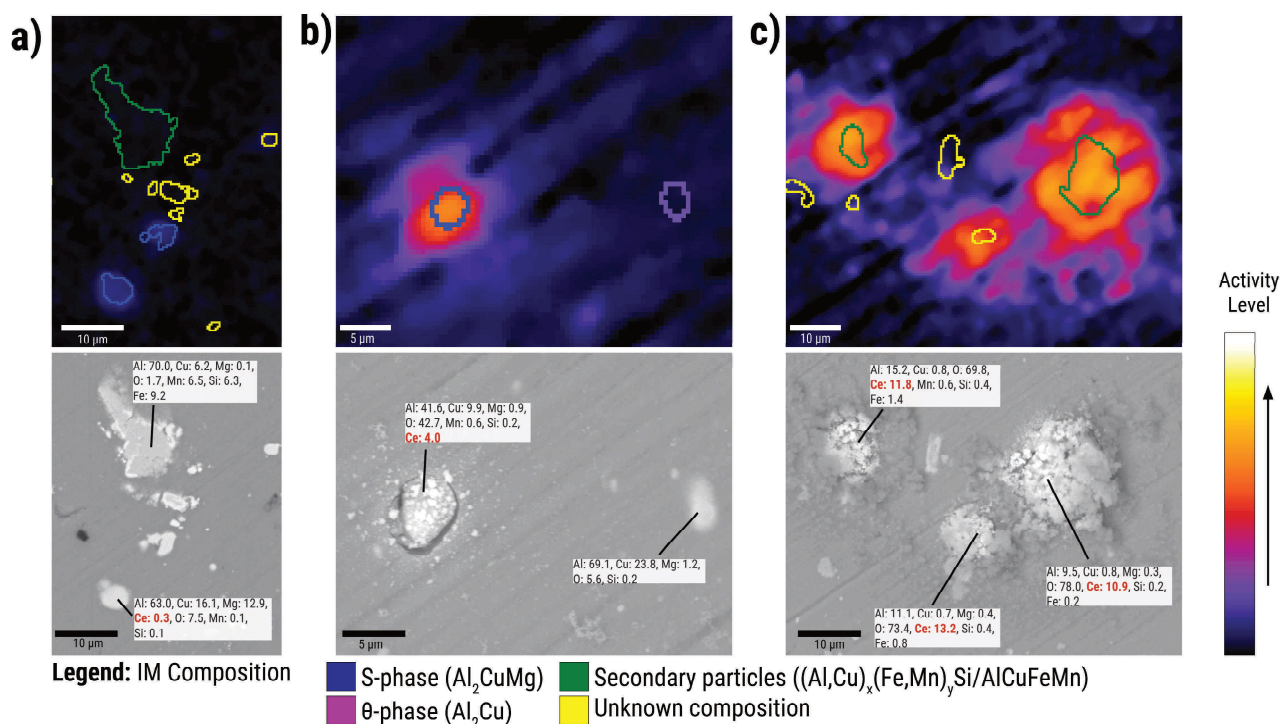 a)
b)
c)
10 µm
5 µm
10 µm
Activity
Level
Al: 70.0, Cu: 6.2, Mg: 0.1,
O: 1.7, Mn: 6.5, Si: 6.3,
Fe: 9.2
Al: 63.0, Cu: 16.1, Mg: 12.9,
Ce: 0.3, O: 7.5, Mn: 0.1,
Si: 0.1
10 µm
Al: 41.6, Cu: 9.9, Mg: 0.9,
O: 42.7, Mn: 0.6, Si: 0.2,
Ce: 4.0
Al: 69.1, Cu: 23.8, Mg: 1.2,
O: 5.6, Si: 0.2
5 µm
Al: 15.2, Cu: 0.8, O: 69.8,
Ce: 11.8, Mn: 0.6, Si: 0.4,
Fe: 1.4
Al: 9.5, Cu: 0.8, Mg: 0.3,
O: 78.0, Ce: 10.9, Si: 0.2,
Fe: 0.2
Al: 11.1, Cu: 0.7, Mg: 0.4,
O: 73.4, Ce: 13.2, Si: 0.4,
Fe: 0.8
10 µm
Legend: IM Composition
S-phase (Al₂CuMg)
Secondary particles ((Al,Cu)ₓ(Fe,Mn)ᵧSi/AlCuFeMn)
θ-phase (Al₂Cu)
Unknown composition